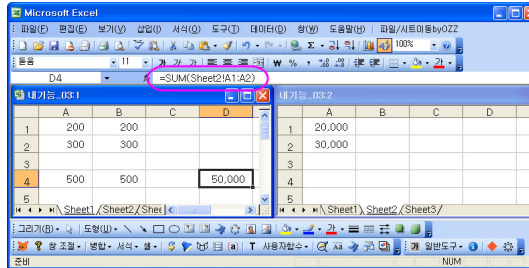 Microsoft Excel
파일(F) 편집(E) 보기(V) 삽입(I) 서식(O) 도구(T) 데이터(D) 창(W) 도움말(H) 파일/시트이동byOZZ
100%
돋움 11 가 가 가
D4 =SUM(Sheet2!A1:A2)
내기능_03:1
A B C D
1 200 200
2 300 300
3
4 500 500 50,000
5
Sheet1 Sheet2 Shee
내기능_03:2
A B C D
1 20,000
2 30,000
3
4
5
Sheet1 Sheet2 Sheet3
그리기(R) 도형(U) 가
창 조절 병합 서식 셀 T 사용자함수 가 일반도구
준비 NUM